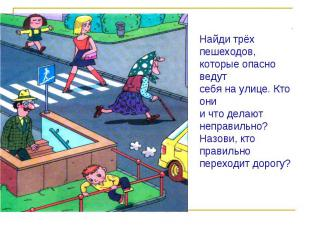 Найди трёх
пешеходов,
которые опасно
ведут
себя на улице. Кто
они
и что делают
неправильно?
Назови, кто
правильно
переходит дорогу?